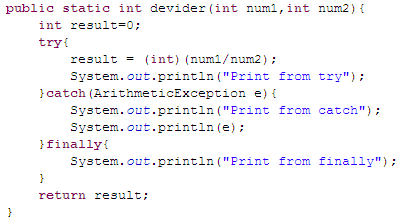 public static int devider(int num1,int num2){
    int result=0;
    try{
        result = (int)(num1/num2);
        System.out.println("Print from try");
    }catch(ArithmeticException e){
        System.out.println("Print from catch");
        System.out.println(e);
    }finally{
        System.out.println("Print from finally");
    }
    return result;
}